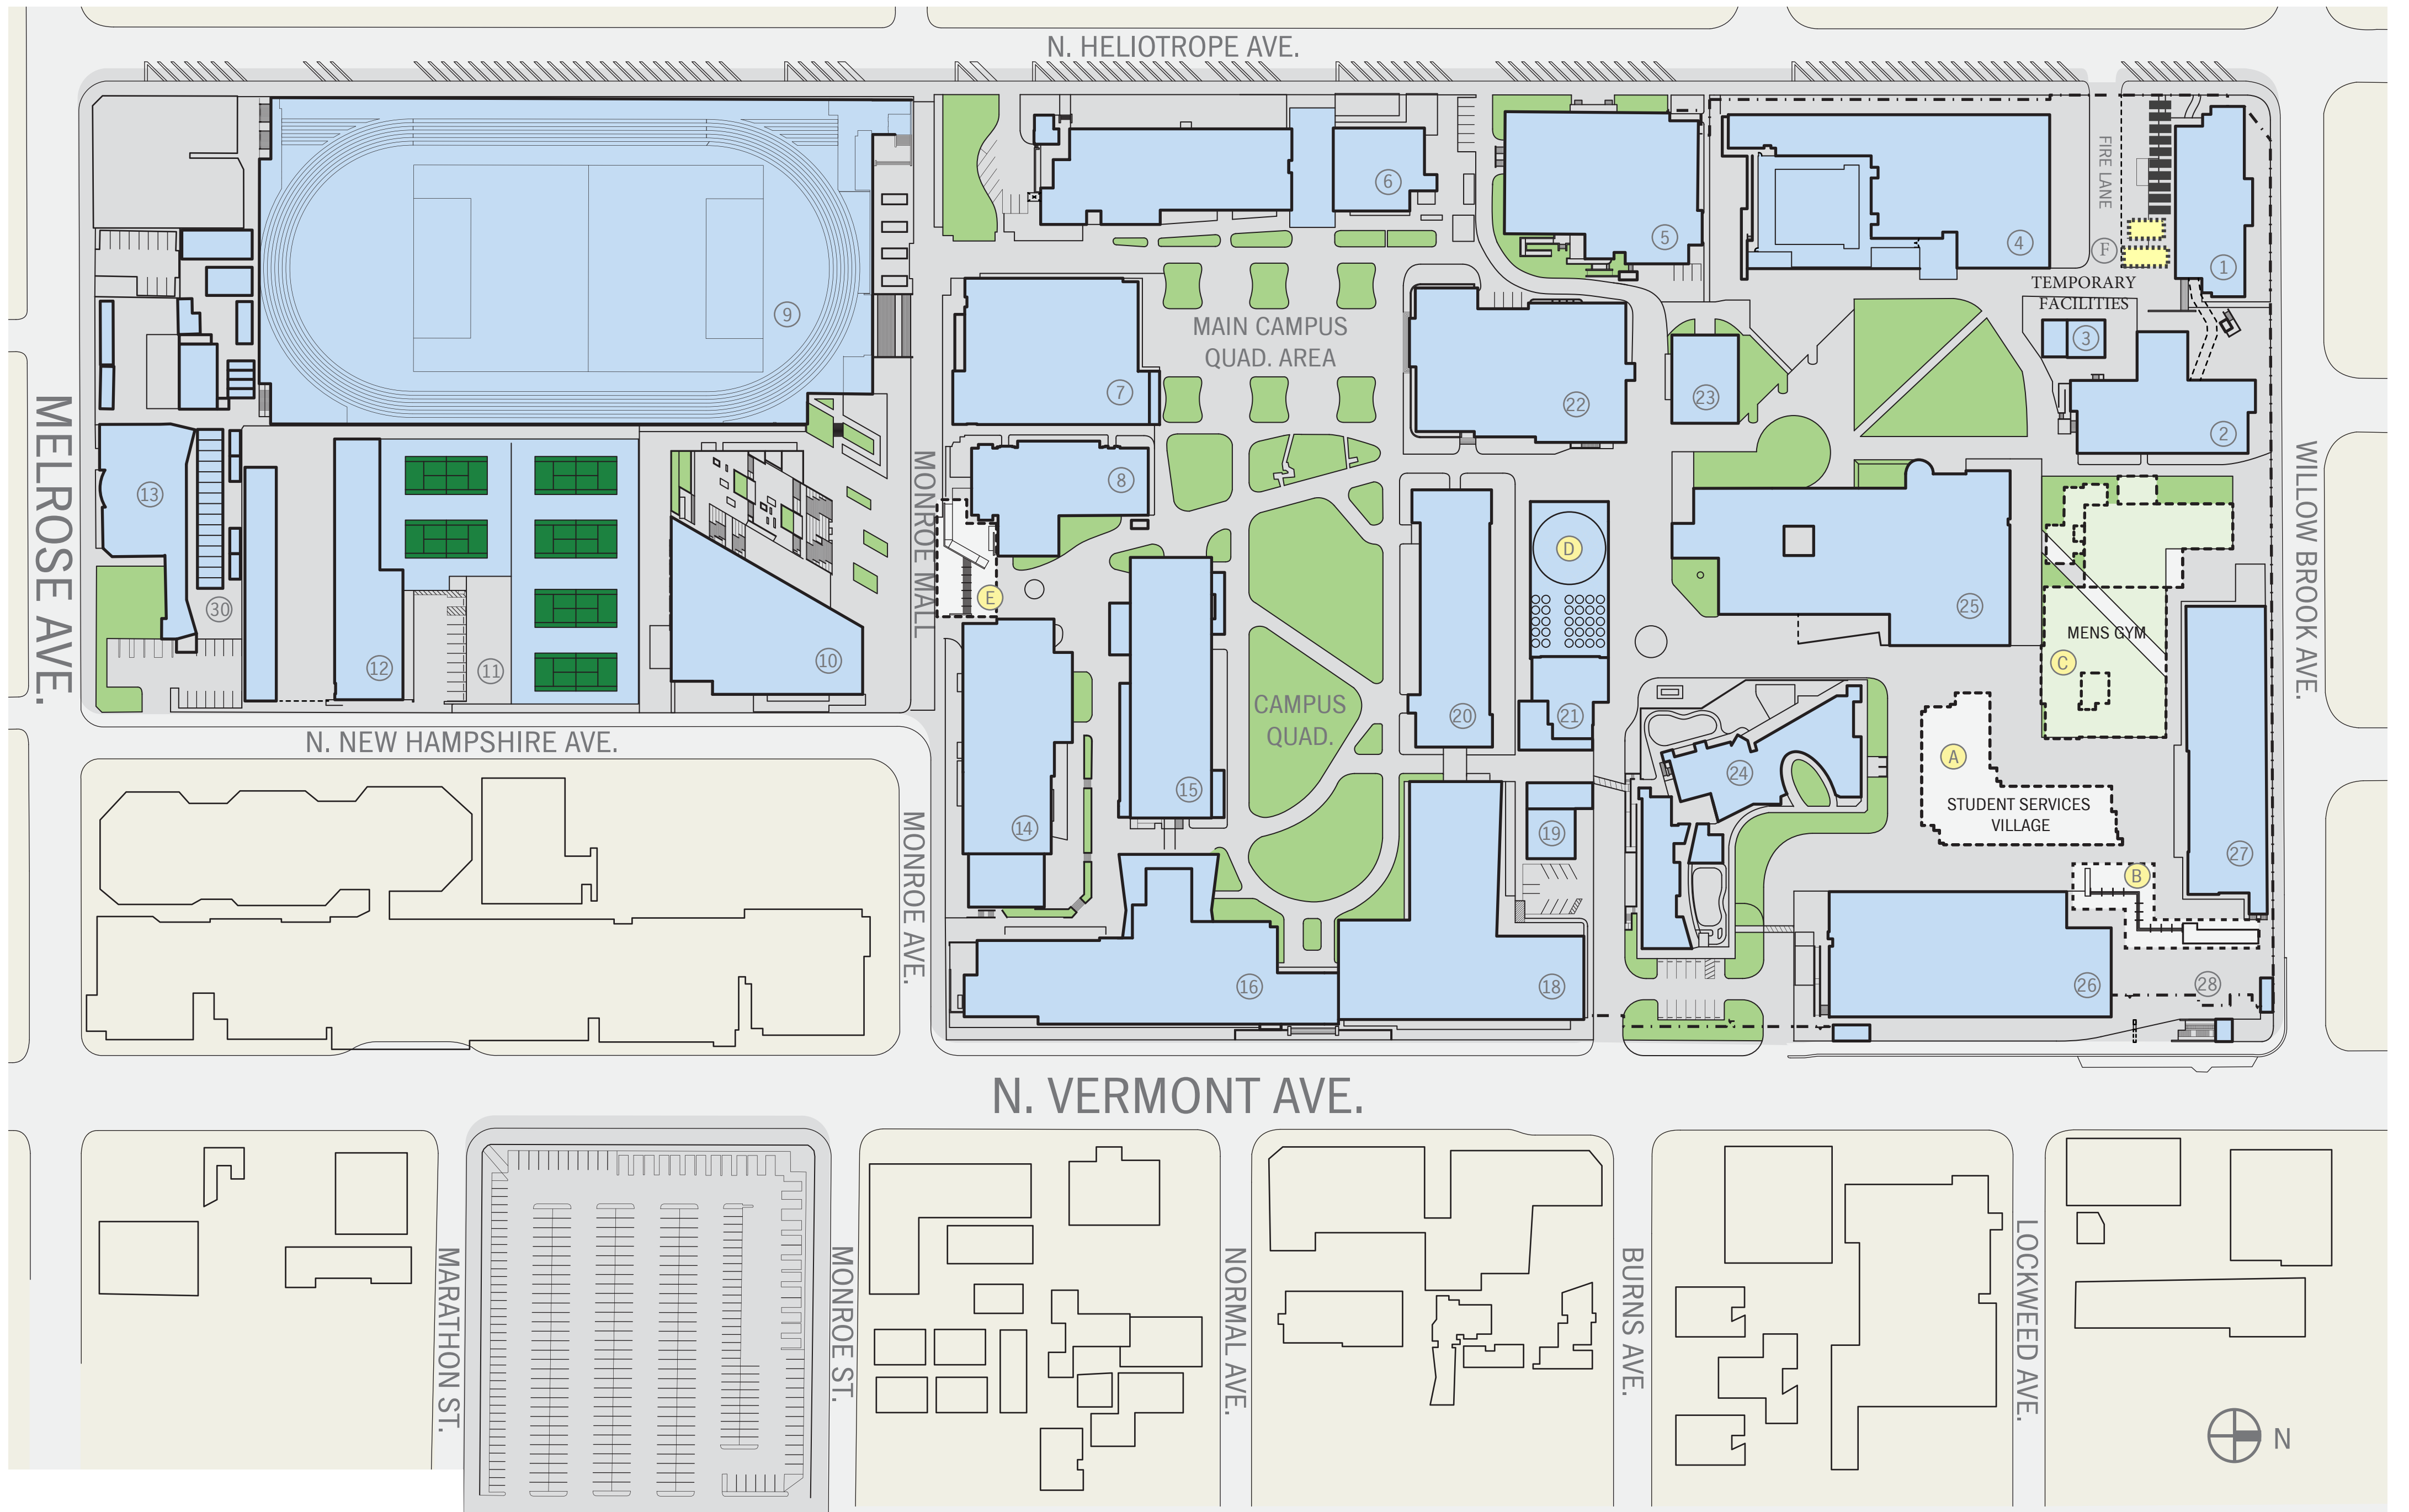 N. HELIOTROPE AVE.
FIRE LANE
6
5
4
F
1
TEMPORARY
FACILITIES
9
MAIN CAMPUS
QUAD. AREA
3
7
22
23
2
MELROSE AVE.
13
MONROE MALL
8
D
WILLOW BROOK AVE.
E
30
25
MENS GYM
C
12
11
10
CAMPUS
QUAD.
20
21
N. NEW HAMPSHIRE AVE.
A
24
15
STUDENT SERVICES
VILLAGE
14
19
27
MONROE AVE.
B
16
18
26
28
N. VERMONT AVE.
MARATHON ST.
MONROE ST.
NORMAL AVE.
BURNS AVE.
LOCKWEED AVE.
N